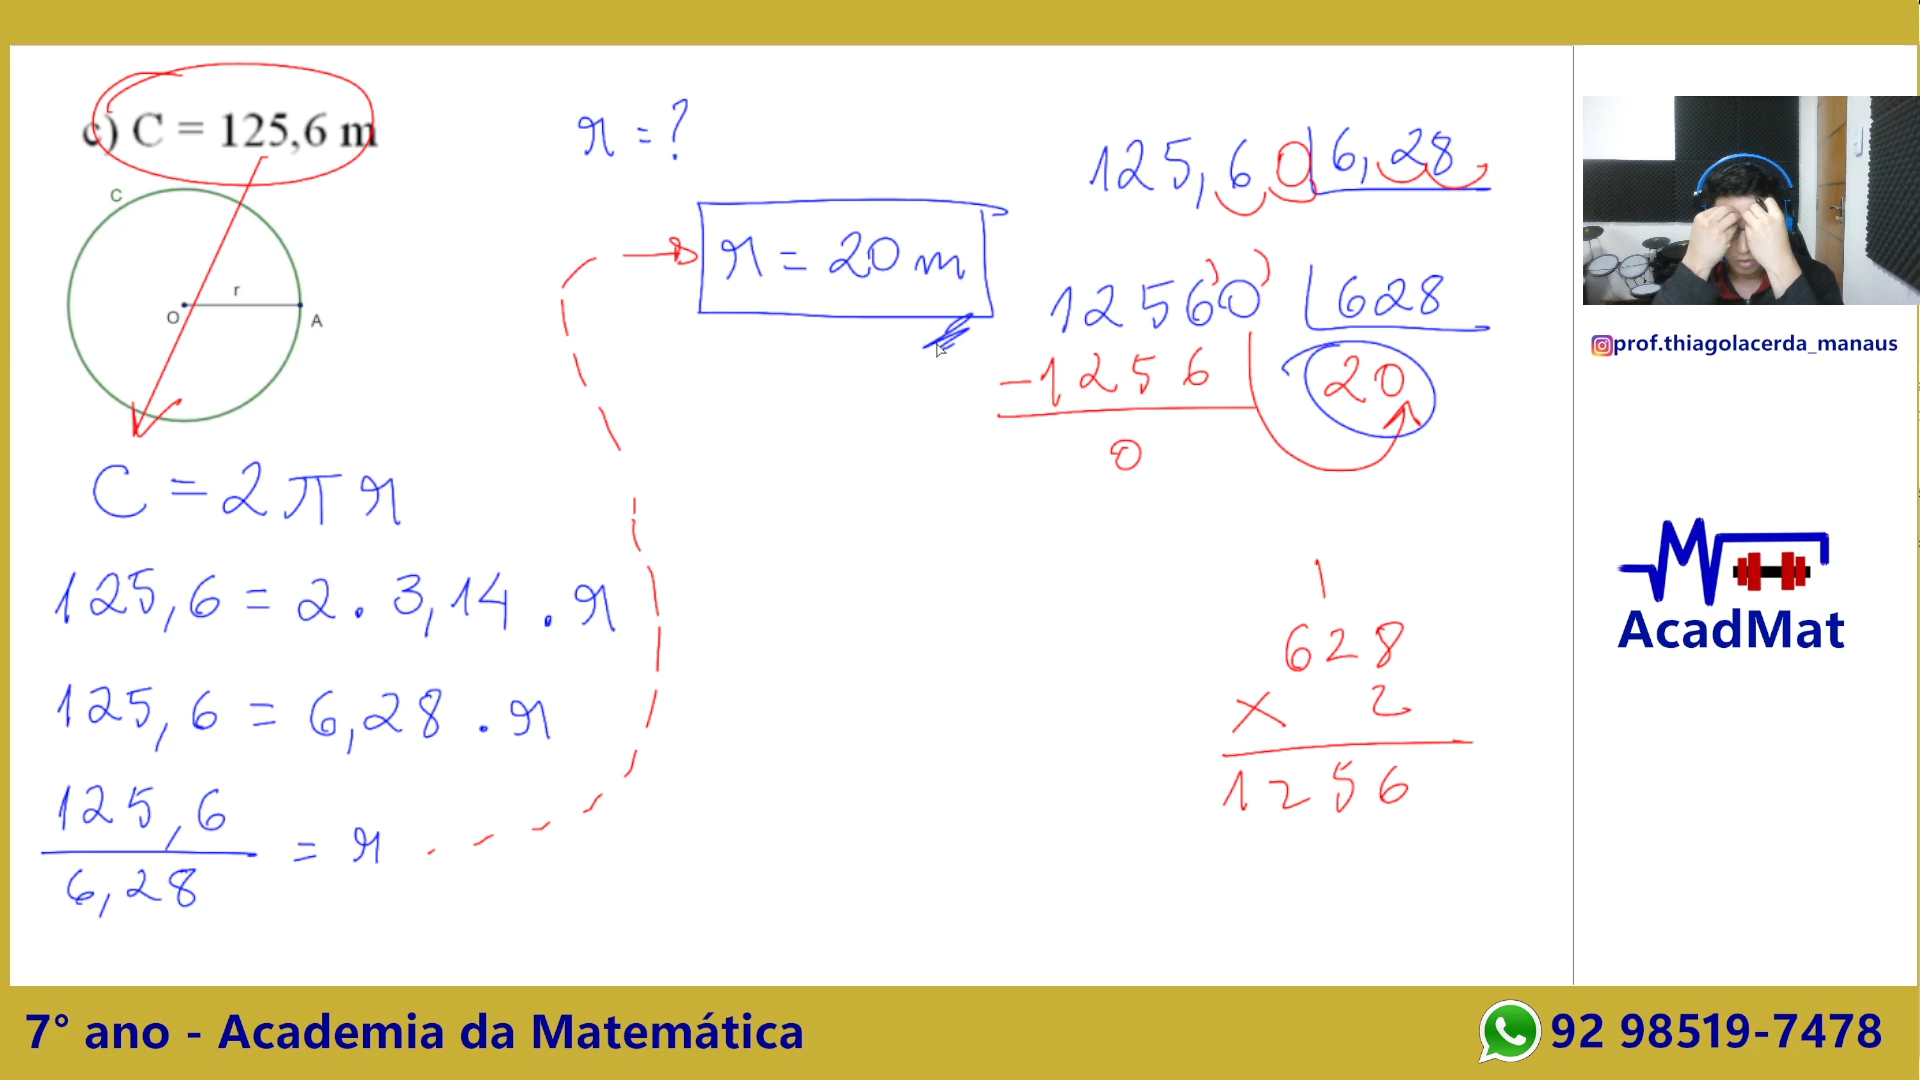 c) C = 125,6 m
C
r
O
A
C = 2 π r
125,6 = 2 . 3,14 . r
125,6 = 6,28 . r
125,6
6,28
= r
r = ?
r = 20 m
125,60 6,28
12560 628
- 1256
20
0
1
628
x 2
1256
prof.thiagolacerda_manaus
M
AcadMat
7° ano - Academia da Matemática
92 98519-7478